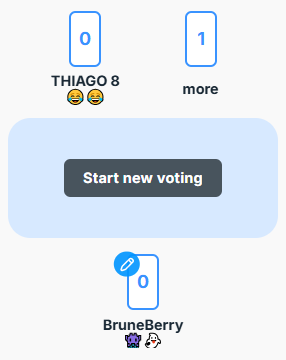 0
1
THIAGO 8
😂😂
more
Start new voting
0
BruneBerry